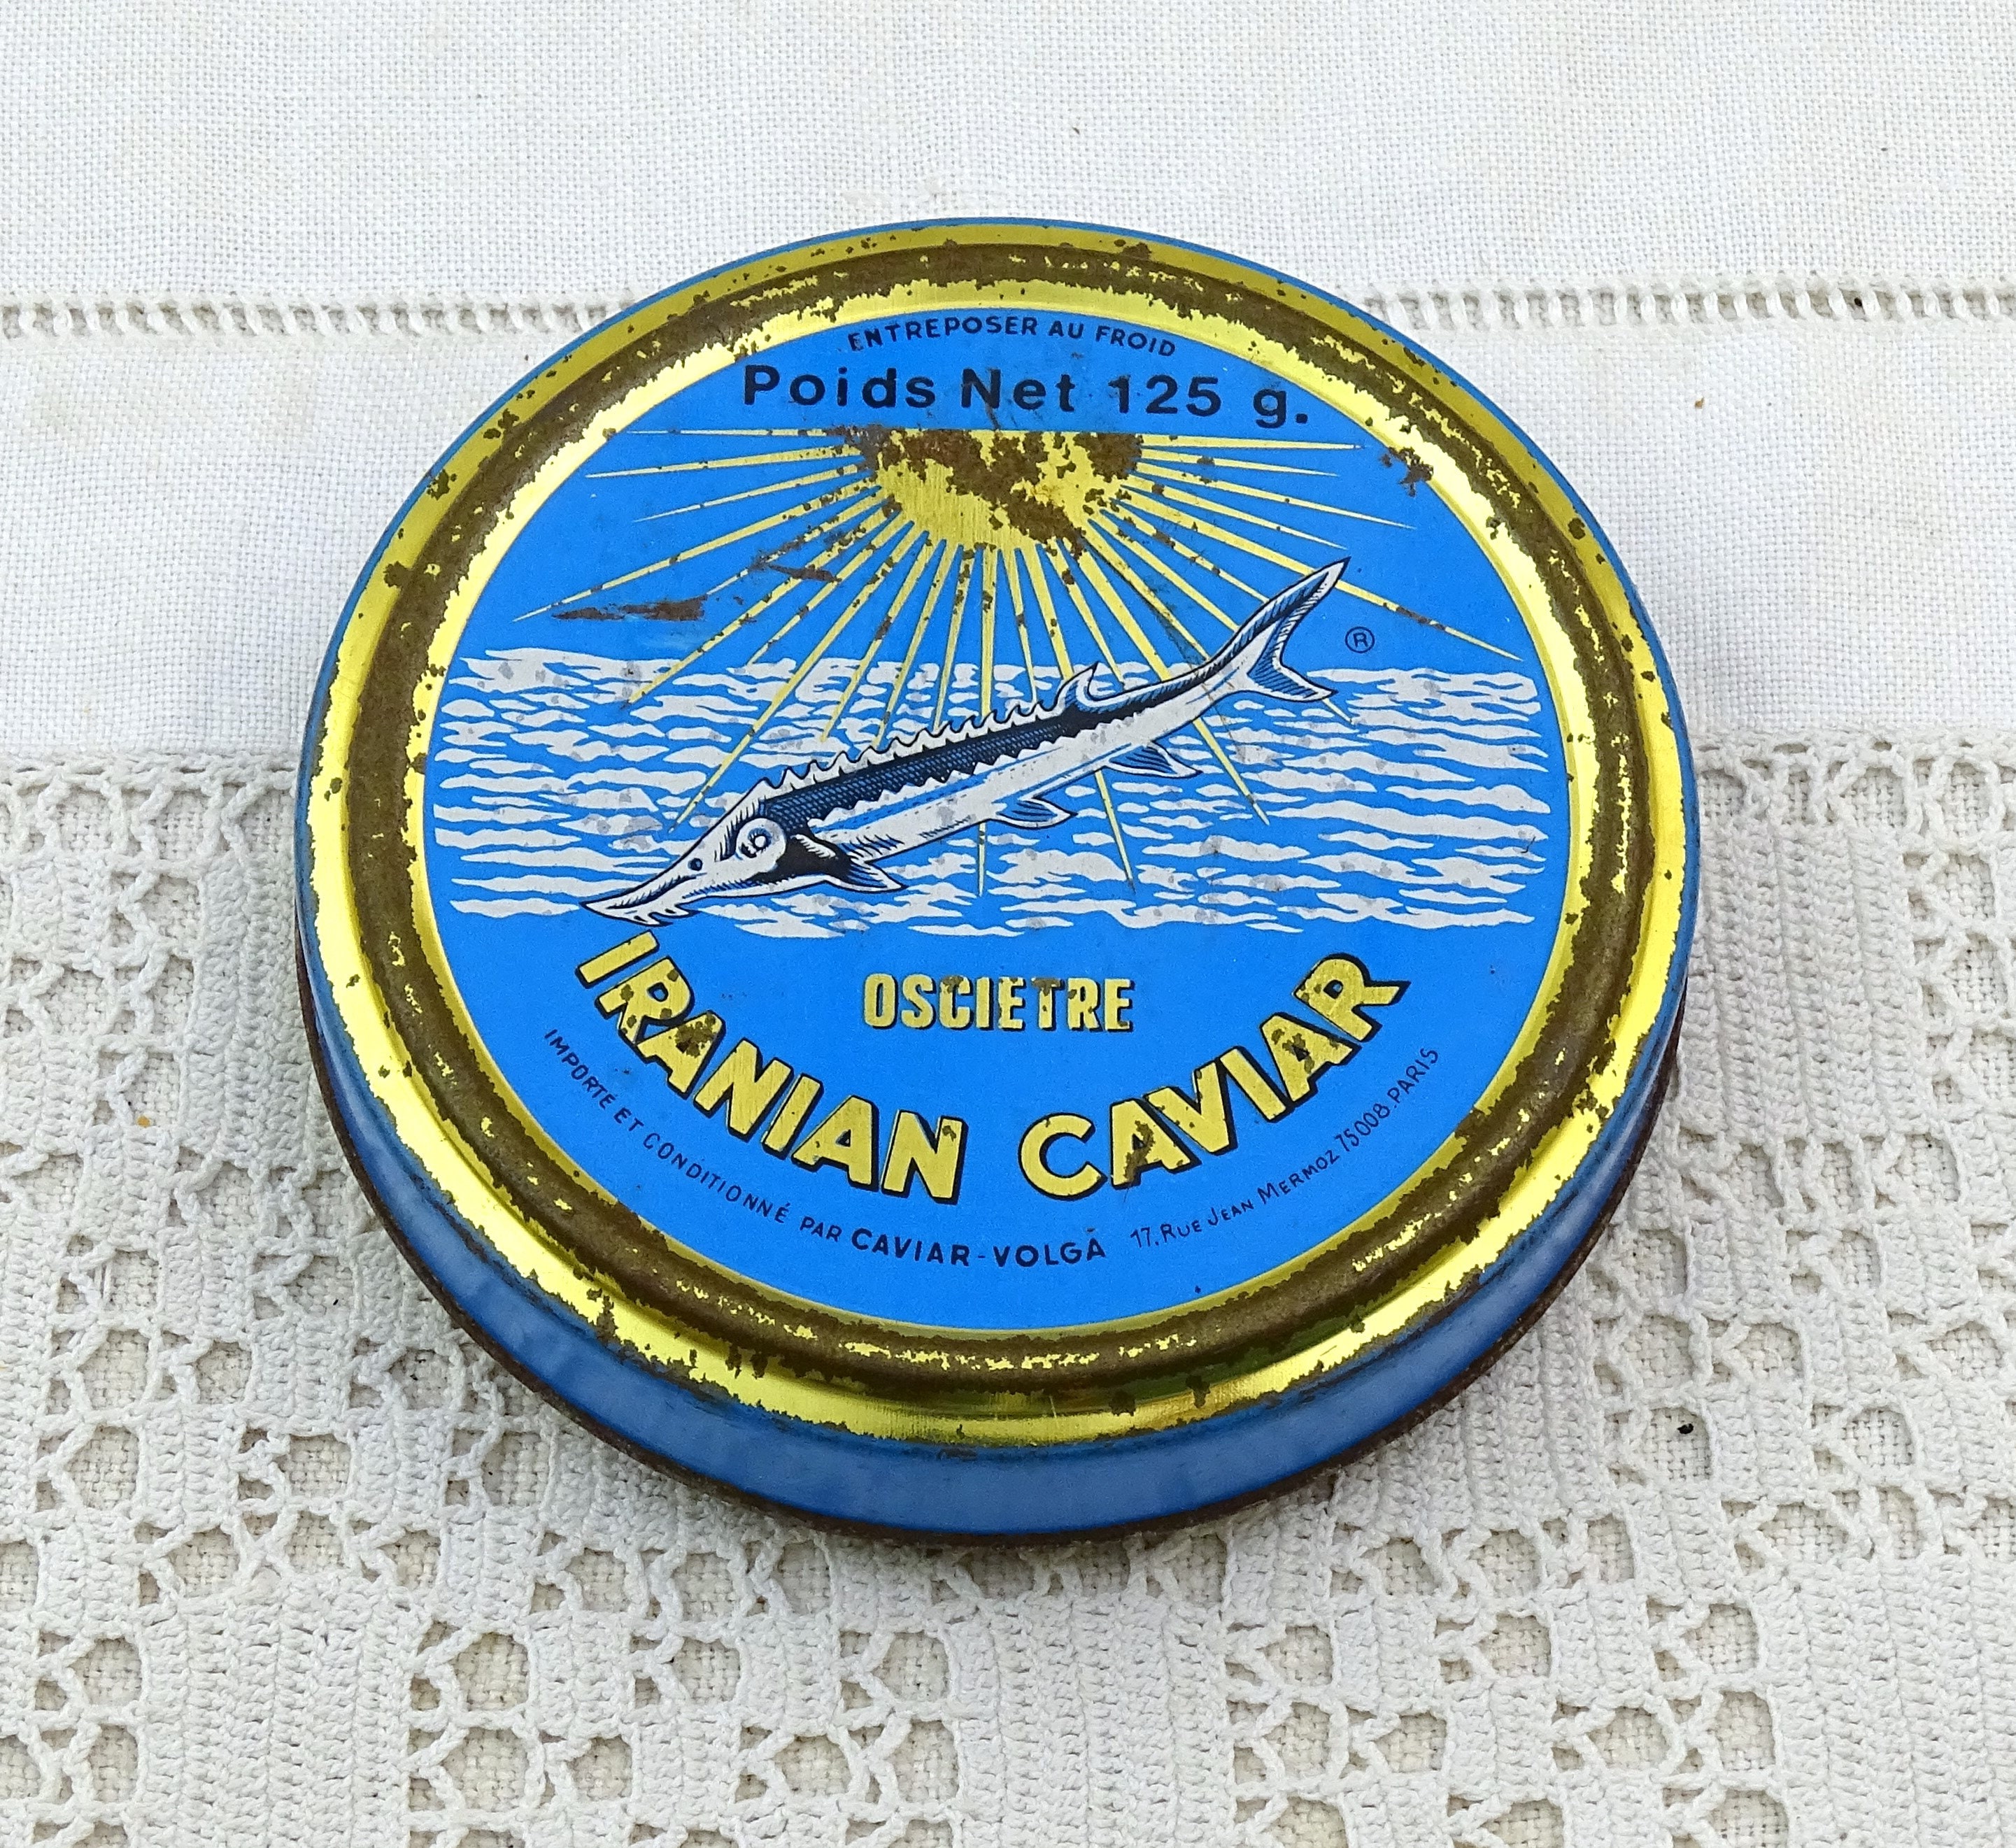 ENTREPOSER AU FROID
Poids Net 125 g.
®
OSCIETRE
IRANIAN CAVIAR
IMPORTÉ ET CONDITIONNÉ PAR CAVIAR-VOLGA 17, RUE JEAN MERMOZ 75008.PARIS